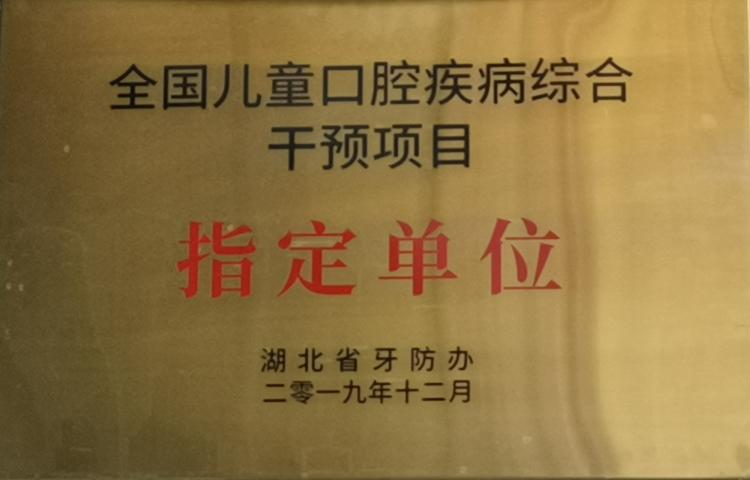 全国儿童口腔疾病综合
干预项目
指定单位
湖北省牙防办
二零一九年十二月